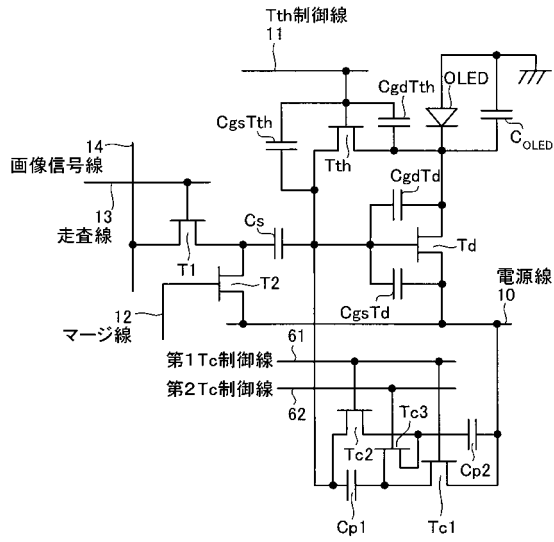 Tth制御線
11
OLED
CgdTth
CgsTth
14
COLED
画像信号線
Tth
13
CgdTd
走査線
Cs
Td
T1
T2
電源線
10
CgsTd
12
マージ線
61
第1Tc制御線
第2Tc制御線
62
Tc3
Tc2
Cp2
Cp1
Tc1